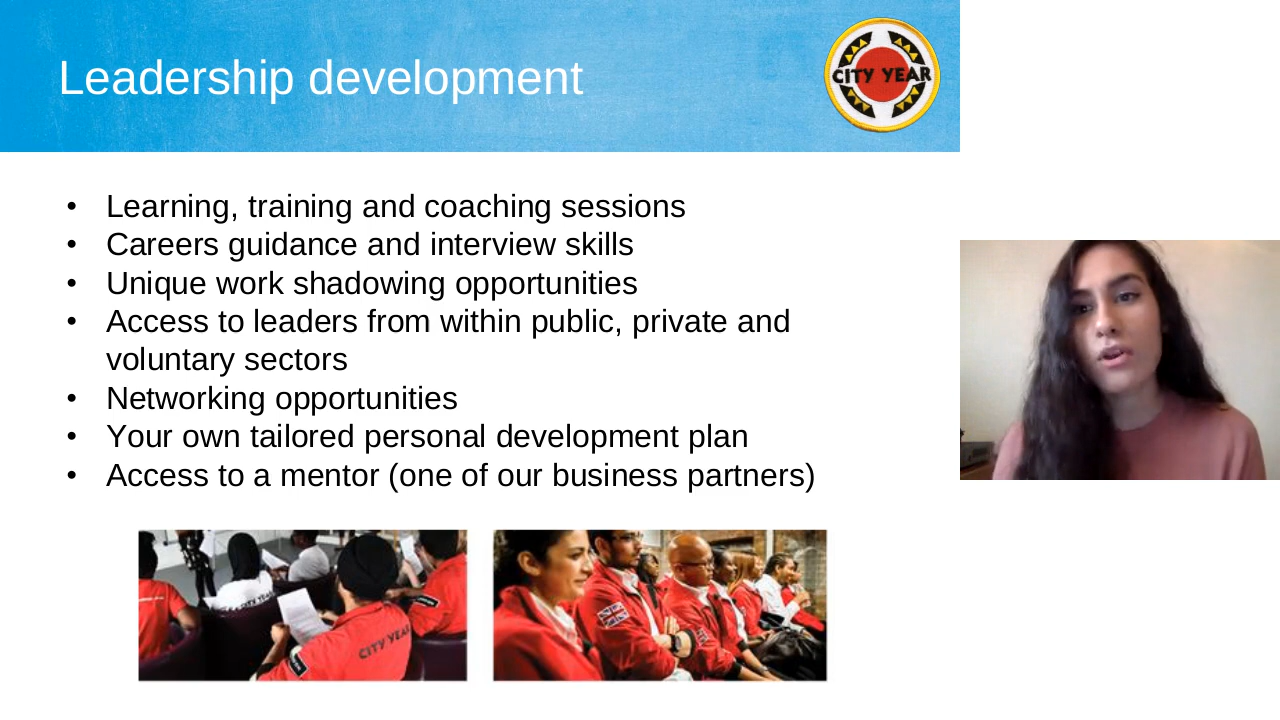 Leadership development
CITY YEAR
• Learning, training and coaching sessions
• Careers guidance and interview skills
• Unique work shadowing opportunities
• Access to leaders from within public, private and
voluntary sectors
• Networking opportunities
• Your own tailored personal development plan
• Access to a mentor (one of our business partners)
CITY YEAR